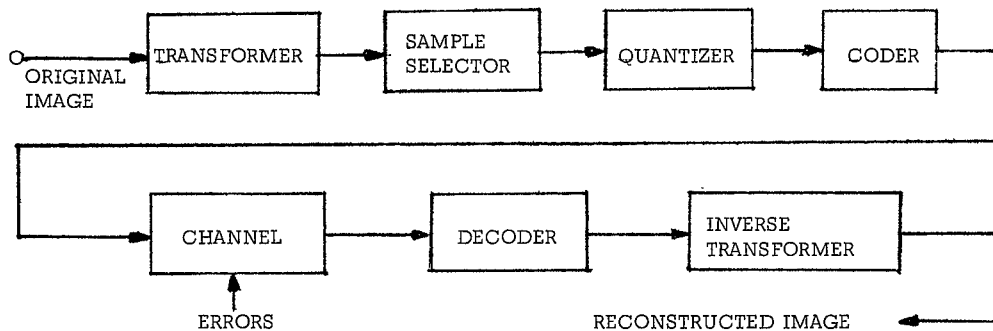 TRANSFORMER
SAMPLE
SELECTOR
QUANTIZER
CODER
ORIGINAL
IMAGE
CHANNEL
DECODER
INVERSE
TRANSFORMER
ERRORS
RECONSTRUCTED IMAGE